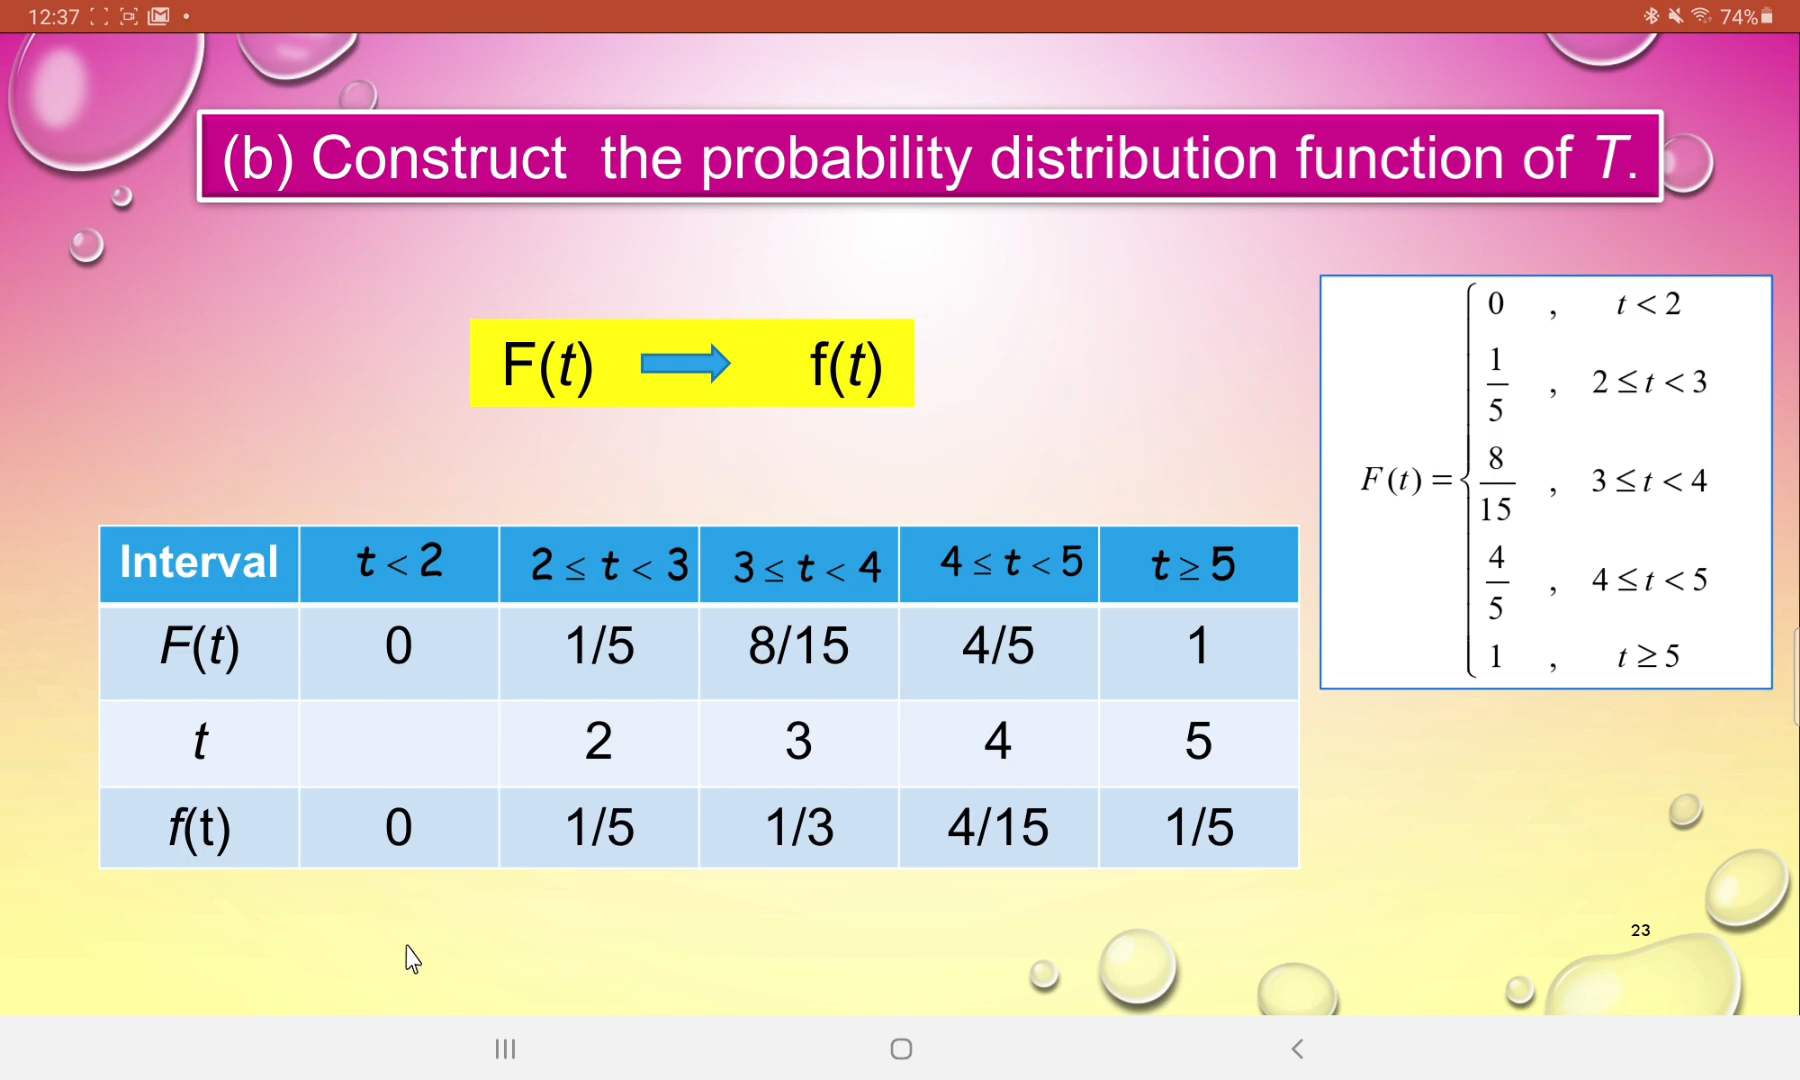 12:37
74%
(b) Construct the probability distribution function of T.
F(t) f(t)
F(t) =
0 , t < 2
1/5 , 2 ≤ t < 3
8/15 , 3 ≤ t < 4
4/5 , 4 ≤ t < 5
1 , t ≥ 5
Interval t < 2 2 ≤ t < 3 3 ≤ t < 4 4 ≤ t < 5 t ≥ 5
F(t) 0 1/5 8/15 4/5 1
t 2 3 4 5
f(t) 0 1/5 1/3 4/15 1/5
23